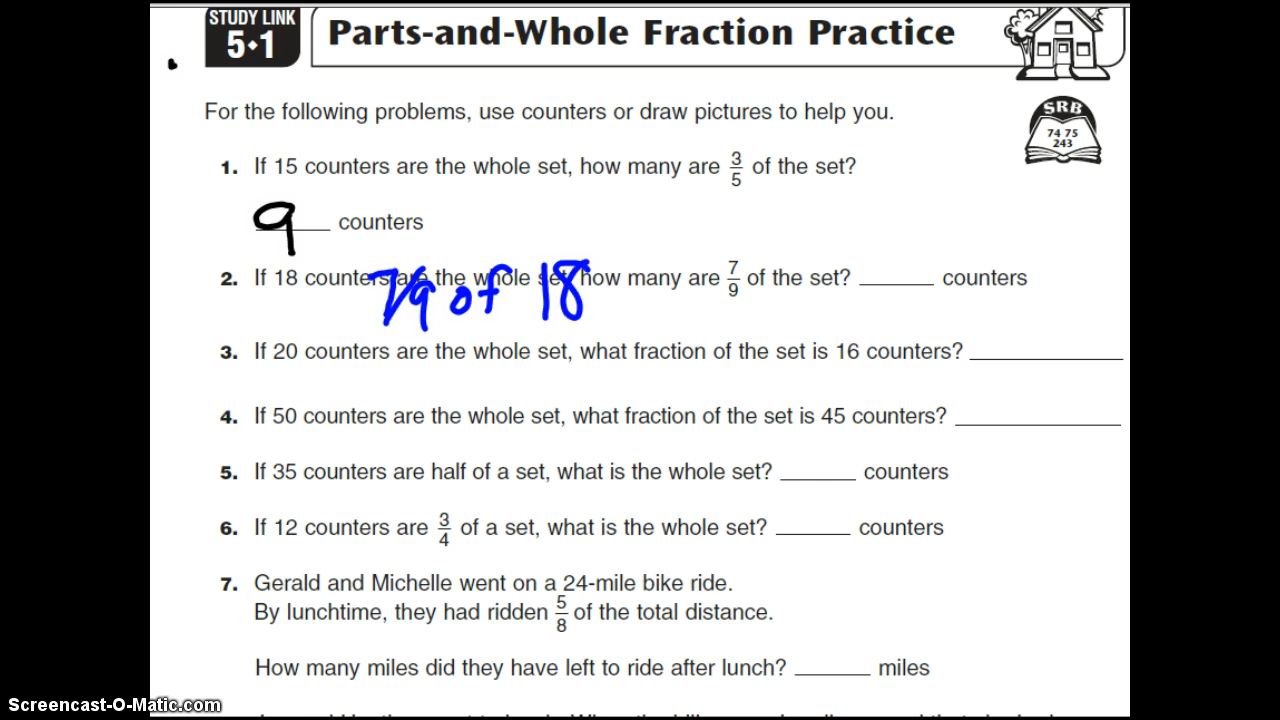 STUDY LINK
5◆1
Parts-and-Whole Fraction Practice
SRB
74 75
243
For the following problems, use counters or draw pictures to help you.
1. If 15 counters are the whole set, how many are 3/5 of the set?
9 counters
2. If 18 counters are the whole set, how many are 7/9 of the set? ______ counters
7/9 of 18
3. If 20 counters are the whole set, what fraction of the set is 16 counters? ____________
4. If 50 counters are the whole set, what fraction of the set is 45 counters? ____________
5. If 35 counters are half of a set, what is the whole set? ______ counters
6. If 12 counters are 3/4 of a set, what is the whole set? ______ counters
7. Gerald and Michelle went on a 24-mile bike ride.
By lunchtime, they had ridden 5/8 of the total distance.
How many miles did they have left to ride after lunch? ______ miles
Screencast-O-Matic.com